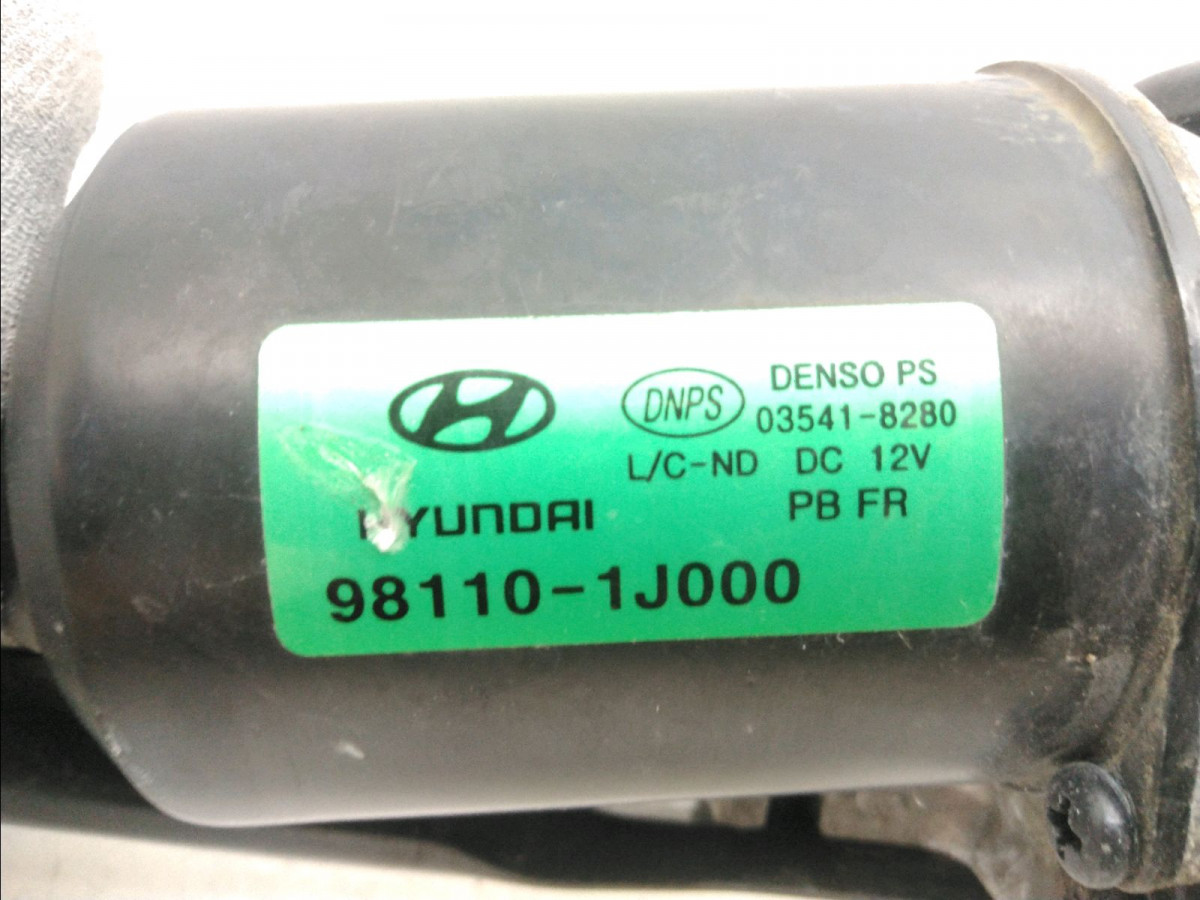 DNPS
DENSO PS
03541-8280
L/C-ND DC 12V
HYUNDAI
PB FR
98110-1J000